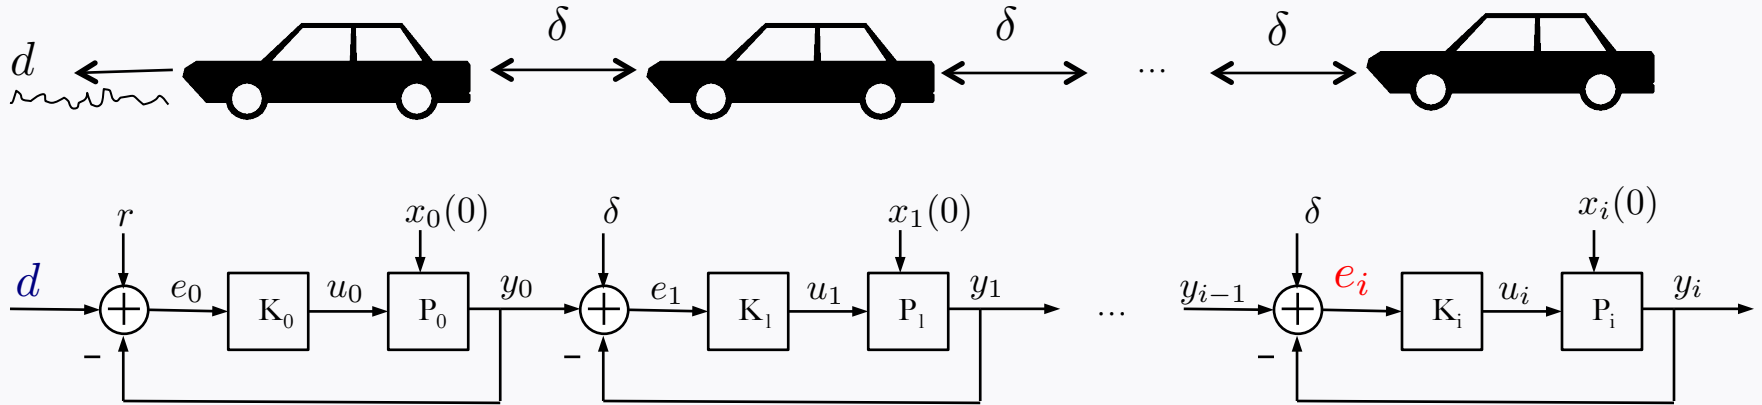 δ δ δ
d ...
r x₀(0) δ x₁(0) δ xᵢ(0)
d e₀ K₀ u₀ P₀ y₀ e₁ K₁ u₁ P₁ y₁ ... yᵢ₋₁ eᵢ Kᵢ uᵢ Pᵢ yᵢ
− − −